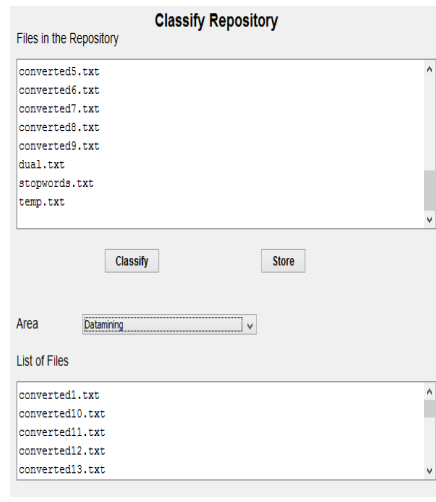 Classify Repository
Files in the Repository
converted5.txt
converted6.txt
converted7.txt
converted8.txt
converted9.txt
dual.txt
stopwords.txt
temp.txt
Classify Store
Area Datamining
List of Files
converted1.txt
converted10.txt
converted11.txt
converted12.txt
converted13.txt